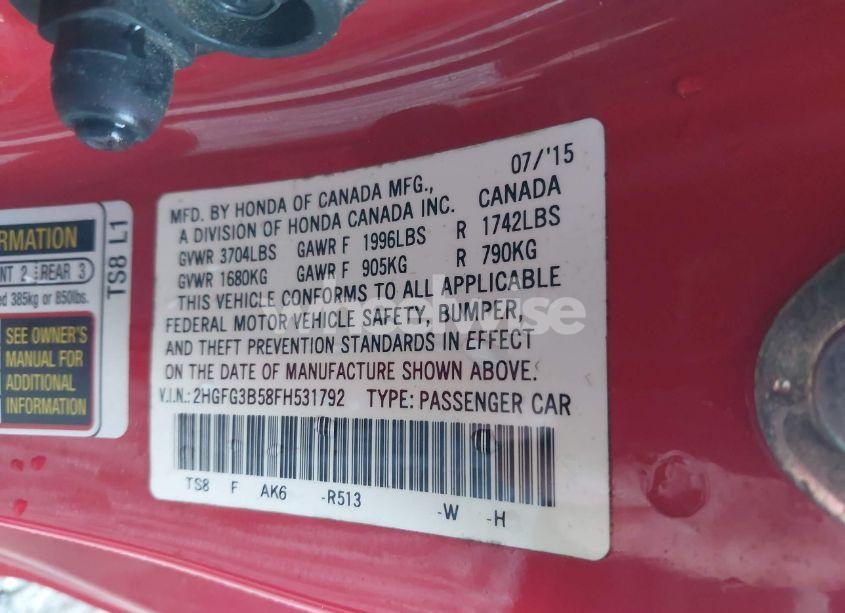 RMATION
NT 2 REAR 3
ed 385kg or 850lbs.
SEE OWNER'S
MANUAL FOR
ADDITIONAL
INFORMATION
TS8 L1
07/'15
MFD. BY HONDA OF CANADA MFG., CANADA
A DIVISION OF HONDA CANADA INC.
GVWR 3704LBS GAWR F 1996LBS R 1742LBS
GVWR 1680KG GAWR F 905KG R 790KG
THIS VEHICLE CONFORMS TO ALL APPLICABLE
FEDERAL MOTOR VEHICLE SAFETY, BUMPER,
AND THEFT PREVENTION STANDARDS IN EFFECT
ON THE DATE OF MANUFACTURE SHOWN ABOVE.
V.I.N.: 2HGFG3B58FH531792 TYPE: PASSENGER CAR
TS8 F AK6 -R513 -W -H
wheelwise